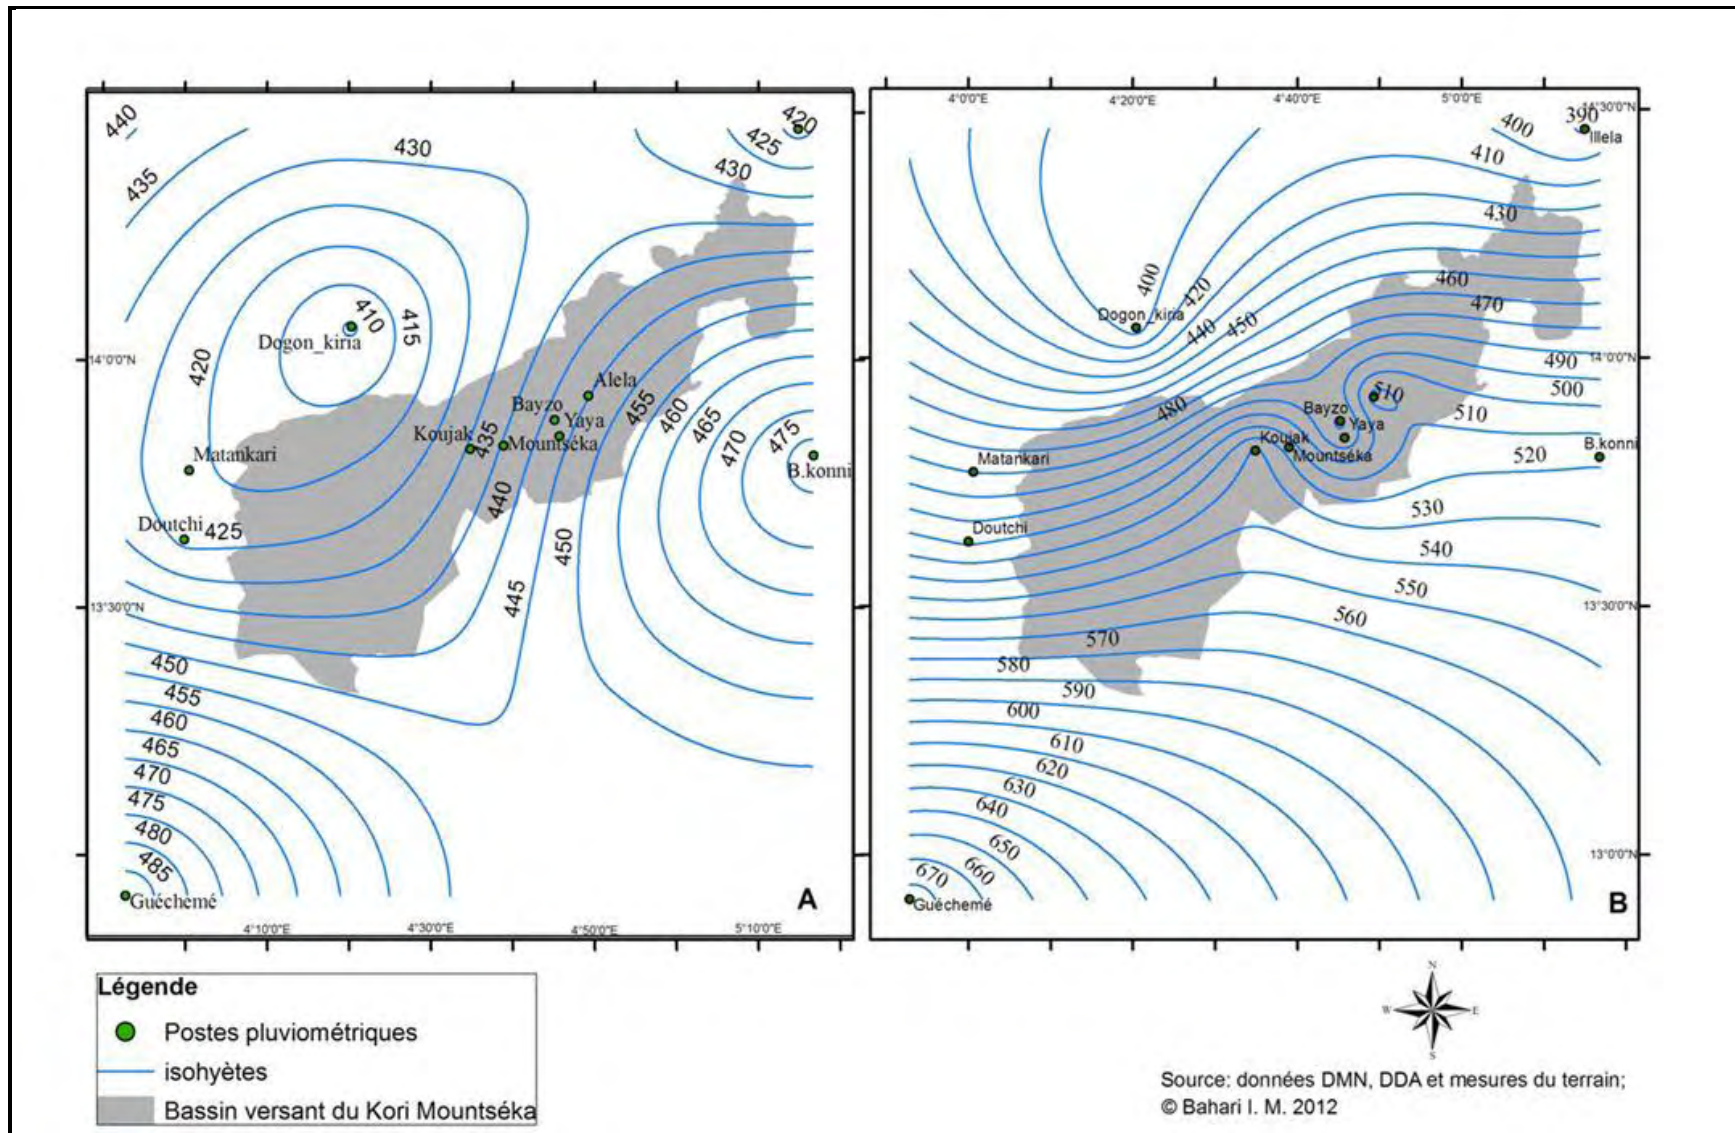 440
435
430
420
425
430
410
415
Dogon_kiria
420
14°0'0"N
Alela
Bayzo
Yaya
455
460
465
470
475
Koujak
435
Mountséka
Matankari
B.konni
440
Doutchi
425
450
445
13°30'0"N
450
455
460
465
470
475
480
485
Guéchemé
A
4°10'0"E
4°30'0"E
4°50'0"E
5°10'0"E
4°0'0"E
4°20'0"E
4°40'0"E
5°0'0"E
14°30'0"N
390
400
Illela
410
430
400
420
460
Dogon_kiria
470
440
450
14°0'0"N
490
500
510
480
510
Bayzo
Yaya
Koujak
Mountséka
B.konni
520
Matankari
530
Doutchi
540
550
560
13°30'0"N
570
580
590
600
610
620
630
640
650
660
670
13°0'0"N
Guéchemé
B
Légende
Postes pluviométriques
isohyètes
Bassin versant du Kori Mountséka
N
W
E
S
Source: données DMN, DDA et mesures du terrain;
© Bahari I. M. 2012